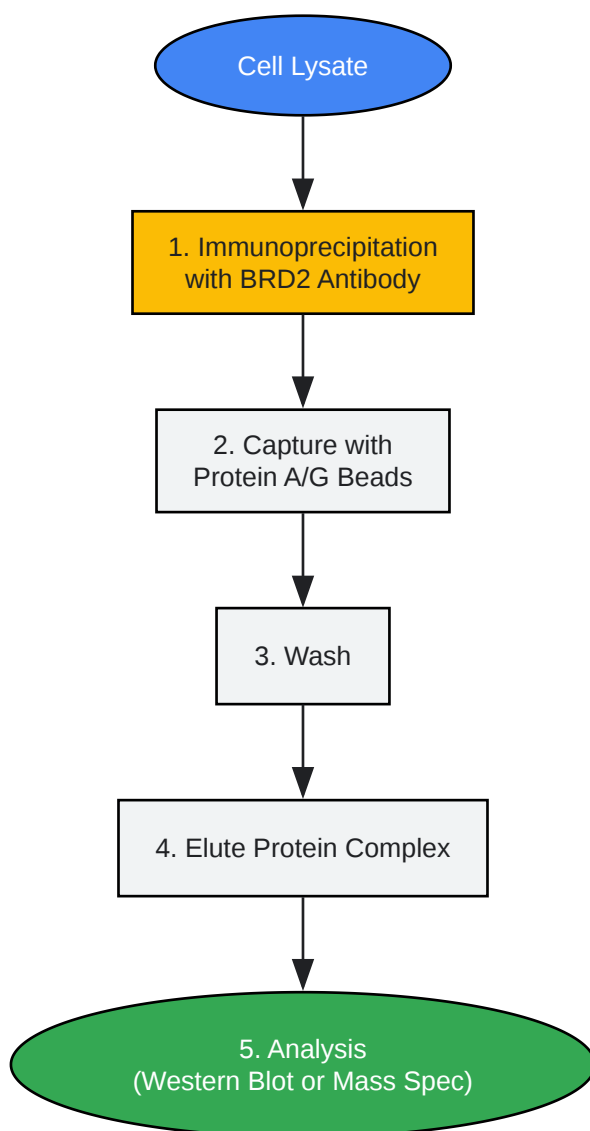 Cell Lysate
1. Immunoprecipitation
with BRD2 Antibody
2. Capture with
Protein A/G Beads
3. Wash
4. Elute Protein Complex
5. Analysis
(Western Blot or Mass Spec)